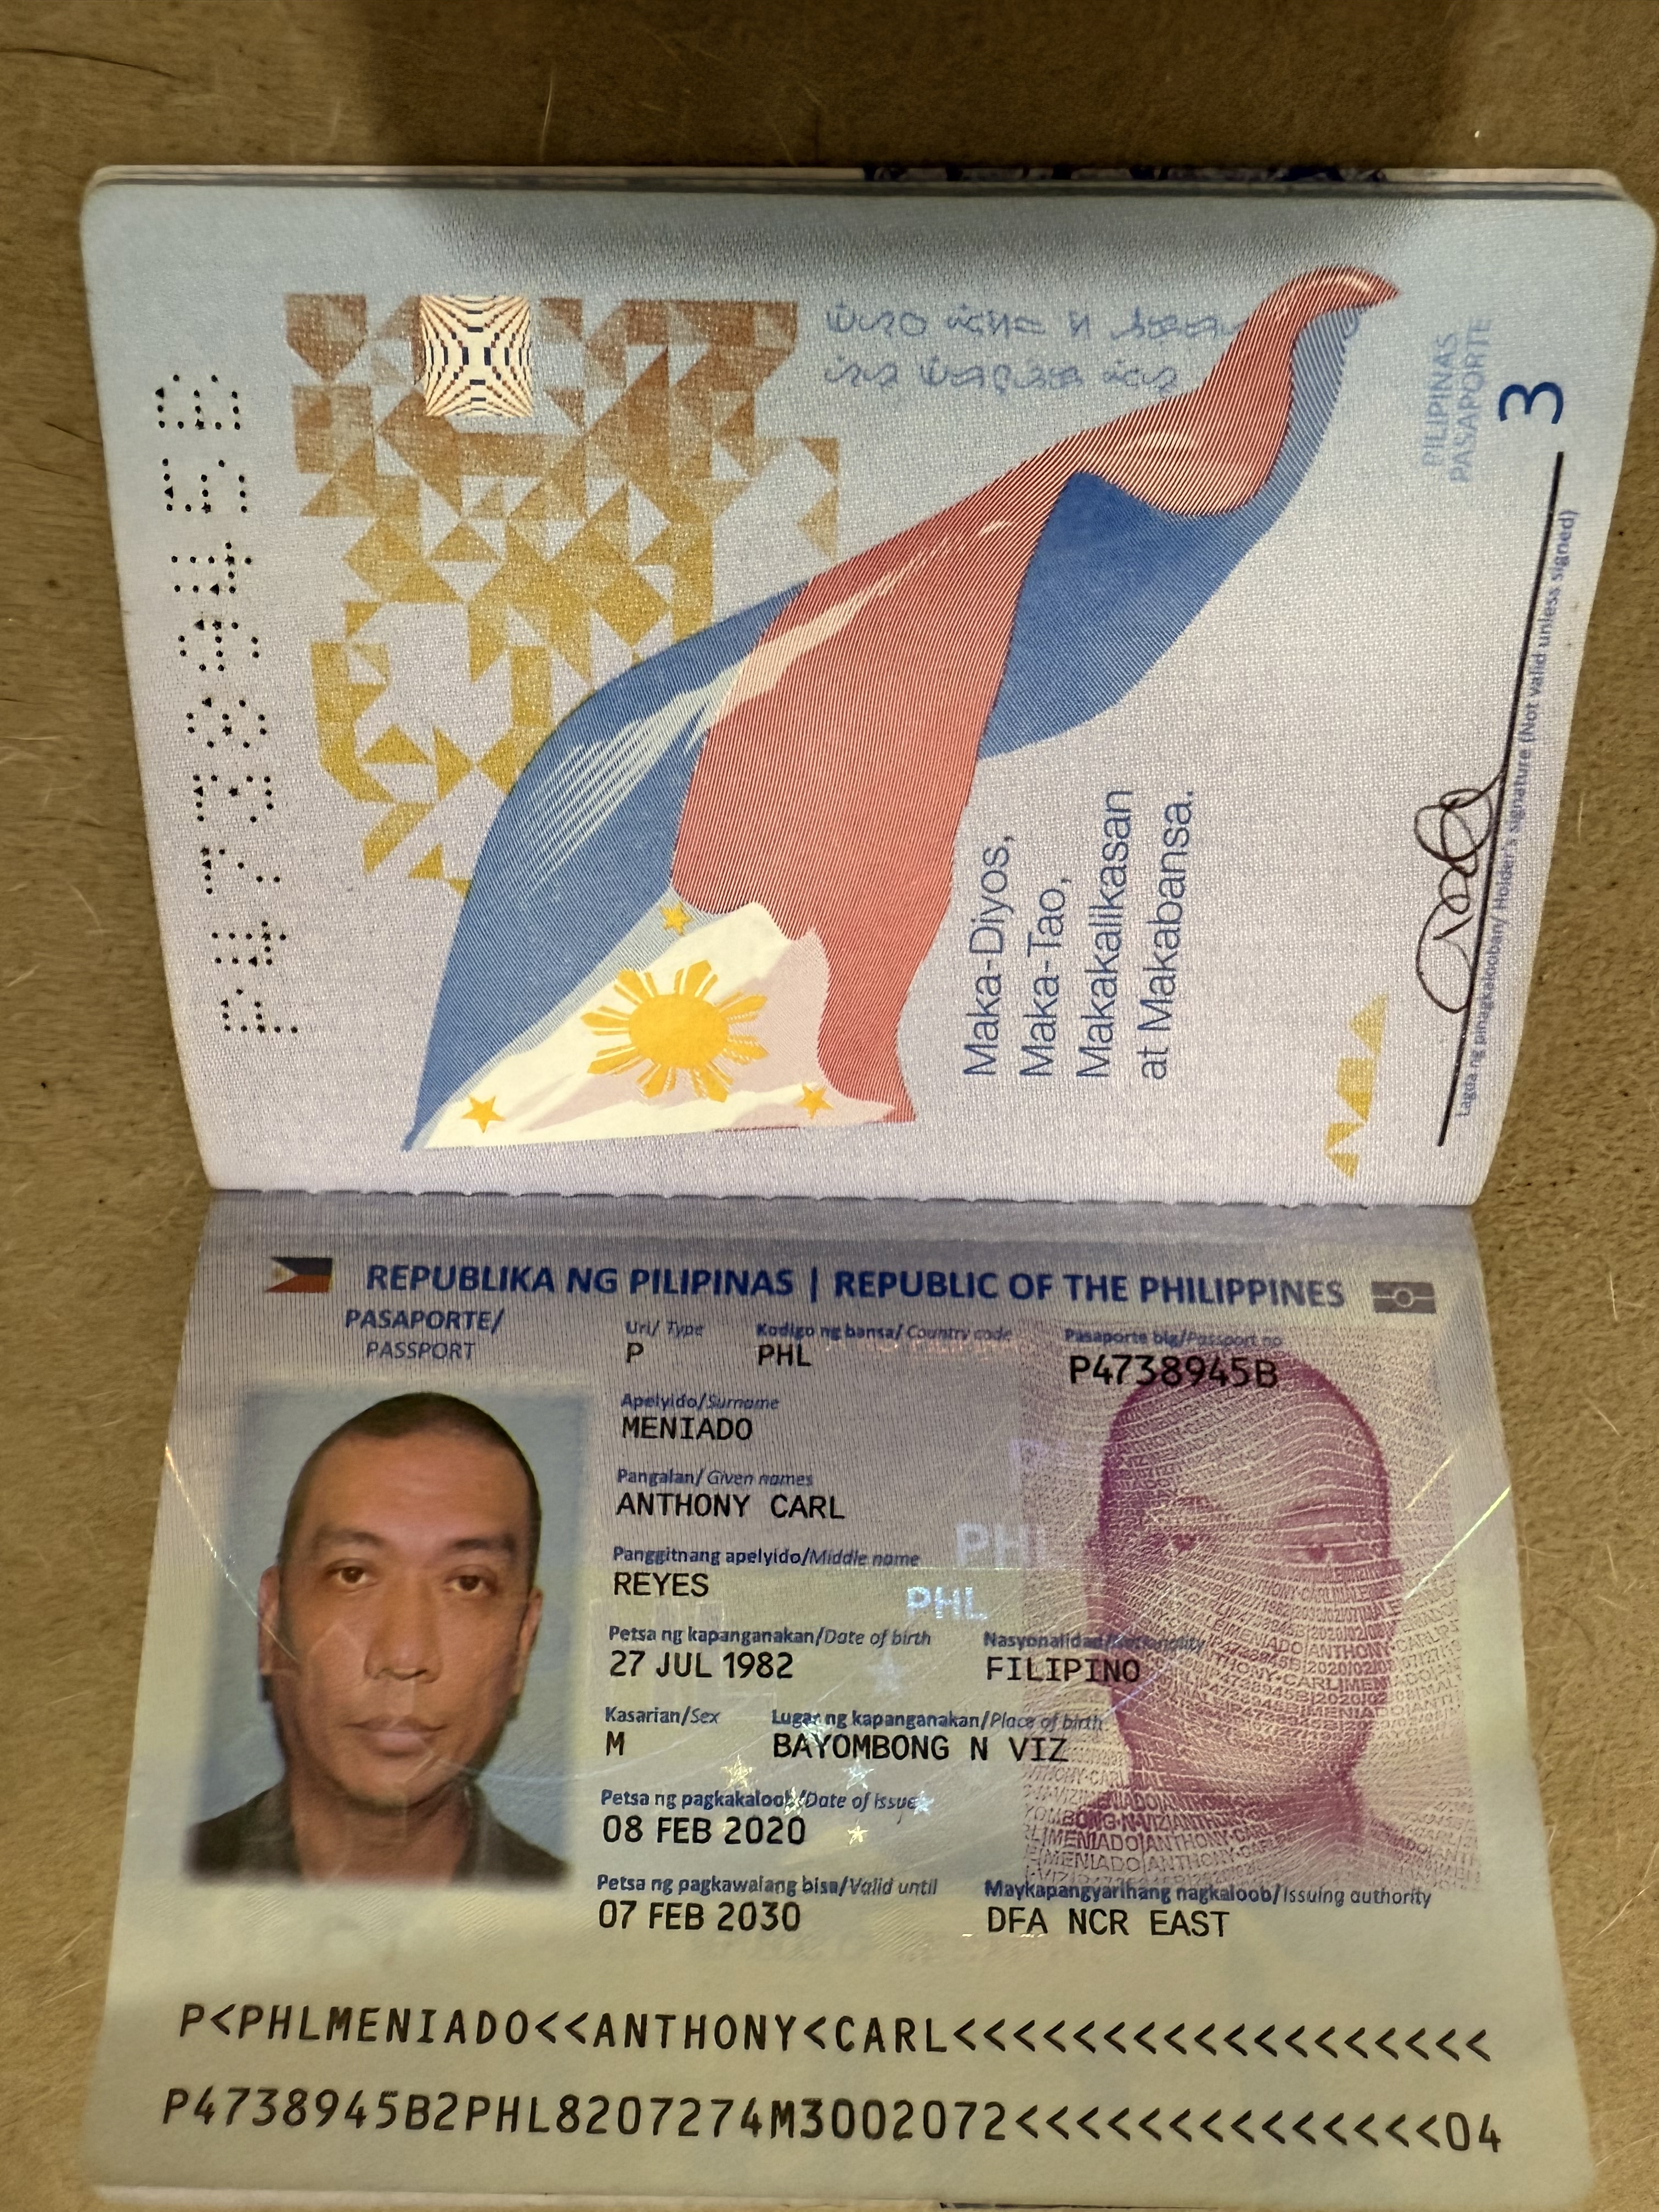 P4738945B
PILIPINAS
PASAPORTE
3
Maka-Diyos,
Maka-Tao,
Makakalikasan
at Makabansa.
Lagda ng pinagkalooban/ Holder's signature (Not valid unless signed)
REPUBLIKA NG PILIPINAS | REPUBLIC OF THE PHILIPPINES
PASAPORTE/
PASSPORT
Uri/ Type Kodigo ng bansa/ Country code Pasaporte blg/Passport no
P PHL P4738945B
Apelyido/Surname
MENIADO
Pangalan/ Given names
ANTHONY CARL
Panggitnang apelyido/Middle name
REYES
PHL
PHL
Petsa ng kapanganakan/Date of birth Nasyonalidad/Nationality
27 JUL 1982 FILIPINO
Kasarian/Sex Lugar ng kapanganakan/Place of birth
M BAYOMBONG N VIZ
Petsa ng pagkakaloob/Date of issue
08 FEB 2020
Petsa ng pagkawalang bisa/Valid until Maykapangyarihang nagkaloob/Issuing authority
07 FEB 2030 DFA NCR EAST
P<PHLMENIADO<<ANTHONY<CARL<<<<<<<<<<<<<<<<<<
P4738945B2PHL8207274M3002072<<<<<<<<<<<<<<04